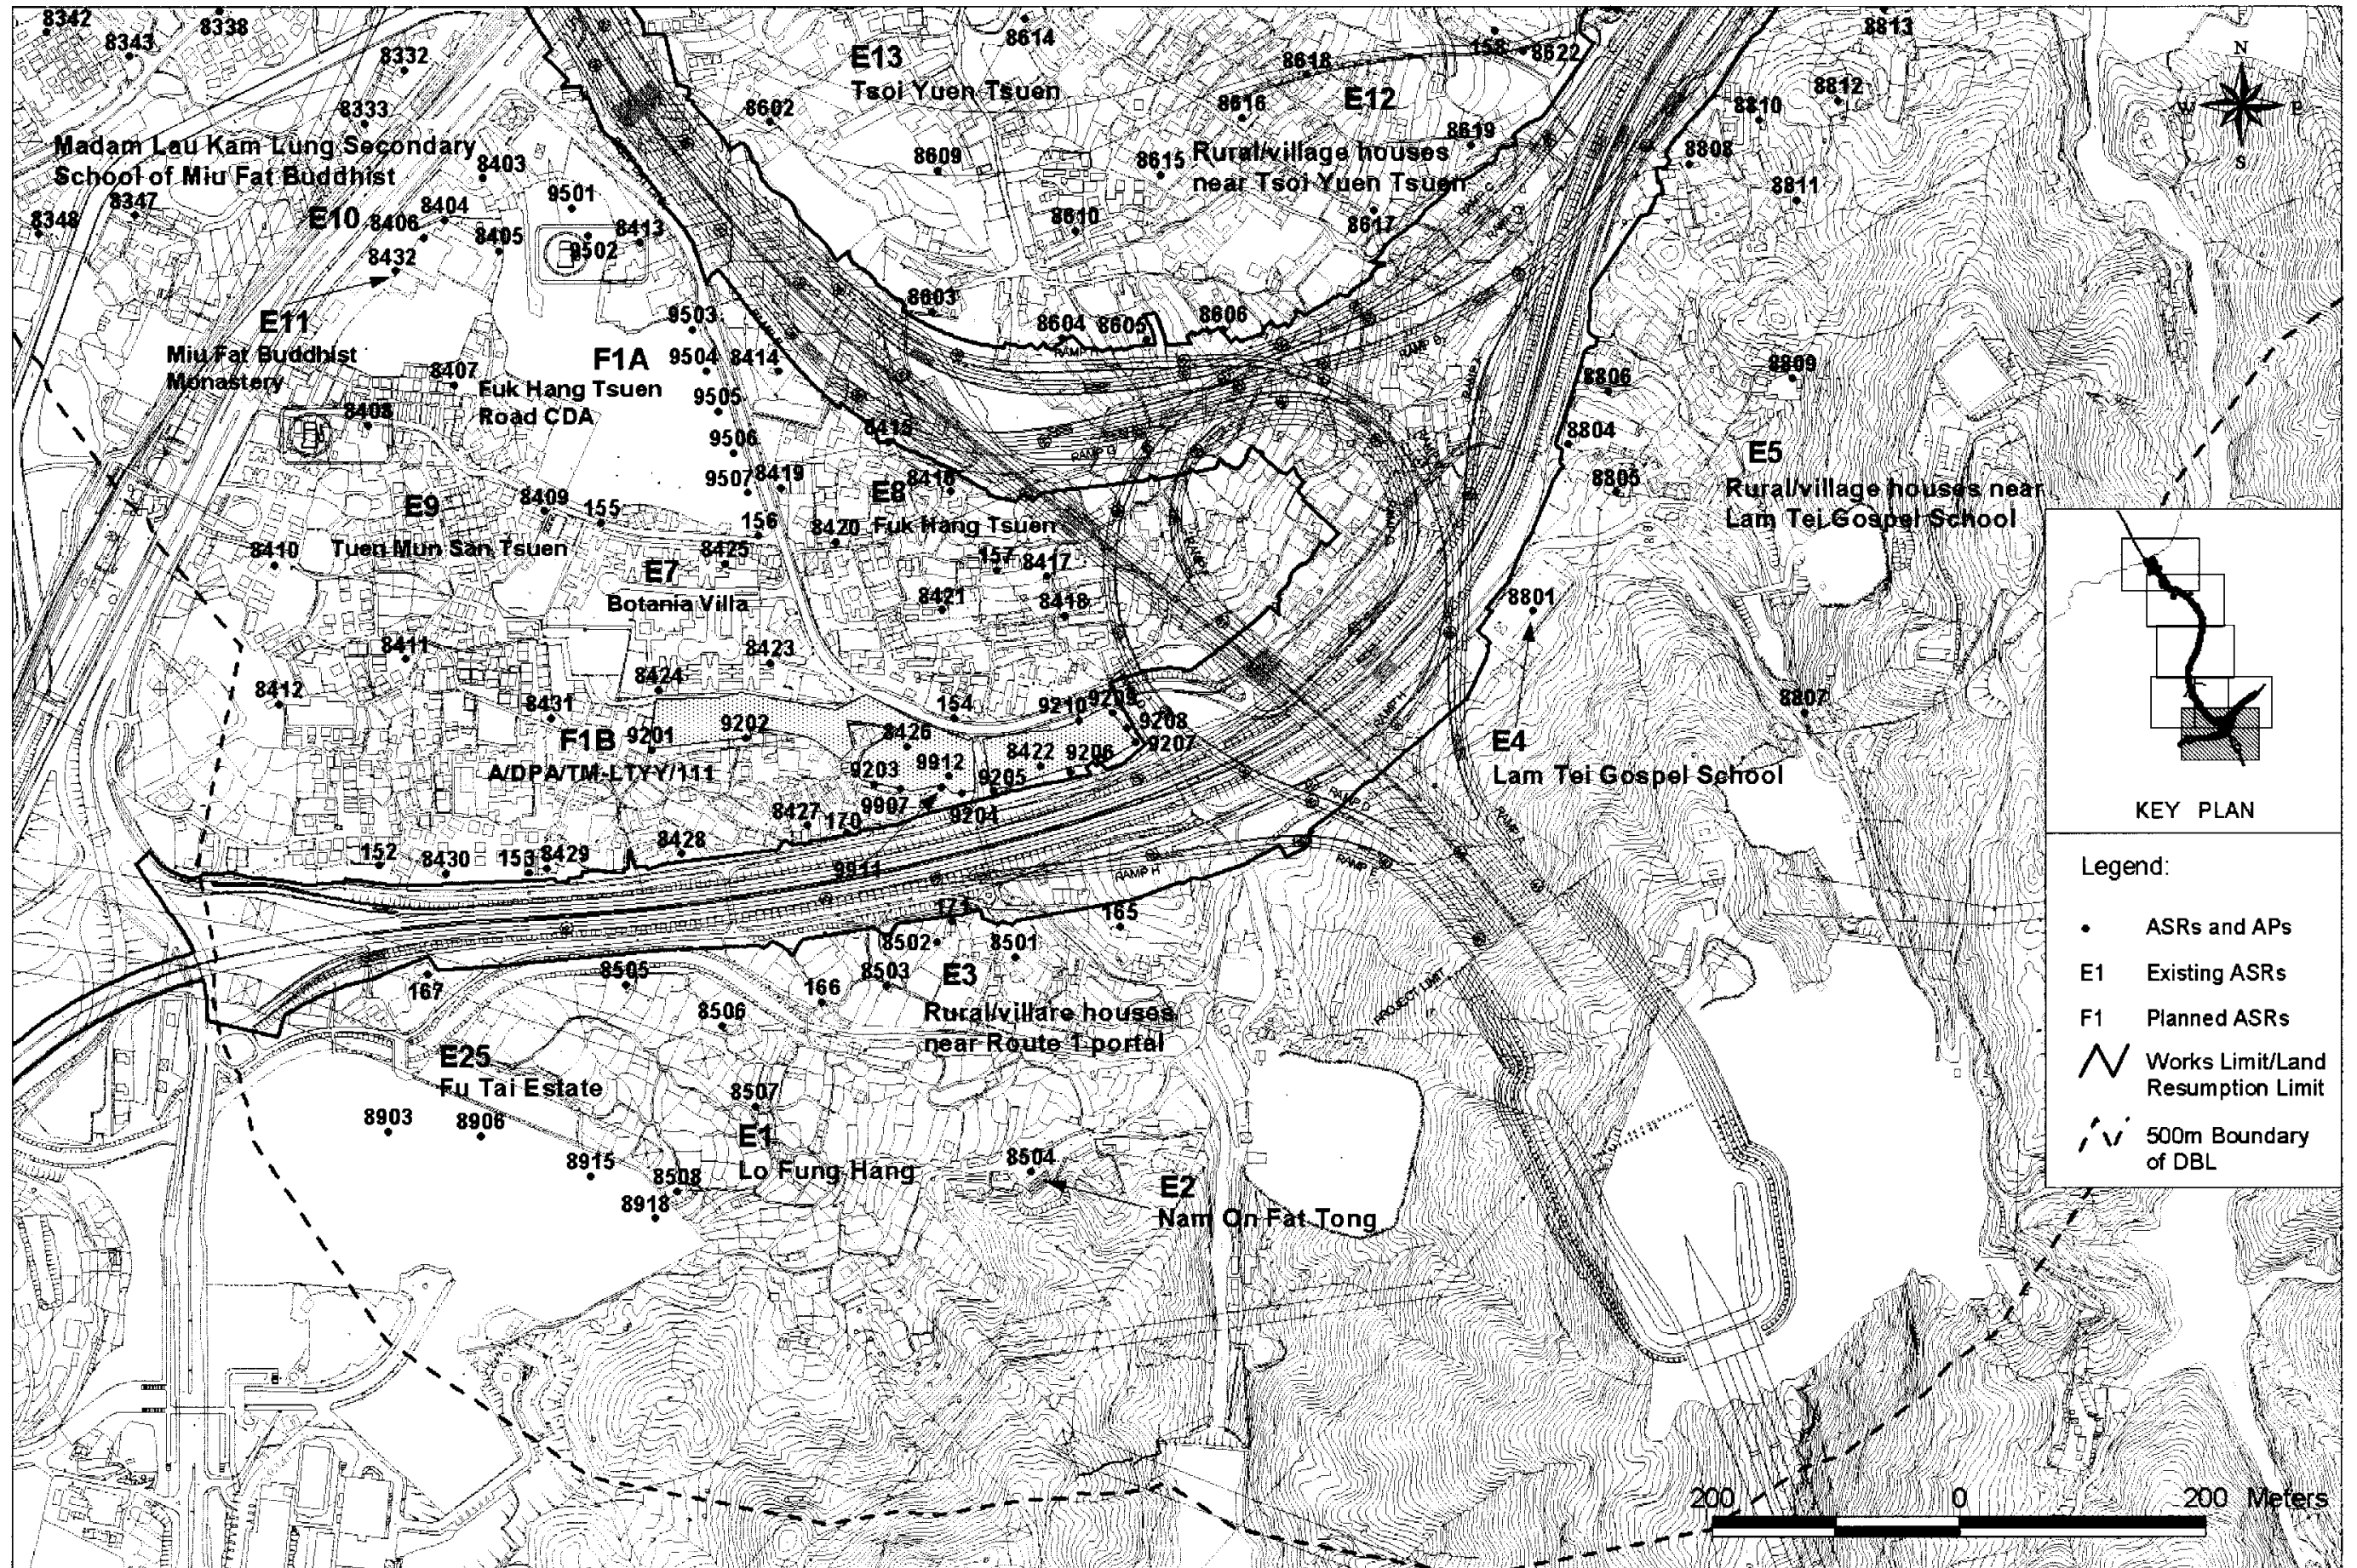 8342
8343
8338
8332
8333
Madam Lau Kam Lung Secondary
School of Miu Fat Buddhist
8403
8347
8348
E10
8406
8404
8405
8432
9501
9502
8413
E11
Miu Fat Buddhist
Monastery
8407
8408
F1A
Fuk Hang Tsuen
Road CDA
9503
9504
8414
9505
9506
9507
8419
8415
8416
E8
Fuk Hang Tsuen
8420
156
155
8409
E9
Tuen Mun San Tsuen
8410
8425
E7
Botania Villa
157
8417
8421
8418
8411
8423
8424
8412
8431
F1B
9201
9202
A/DPA/TM-LTYY/111
154
8426
9210
9209
9208
9207
8422
9206
9203
9912
9205
9907
9204
8427
170
8428
152
8430
153
8429
9911
E13
Tsoi Yuen Tsuen
8614
8602
8609
8618
158
8622
8616
E12
8619
8615
Rural/village houses
near Tsoi Yuen Tsuen
8610
8617
8603
8604
8605
8606
RAMP G
RAMP H
RAMP D
PROJECT LIMIT
8813
8812
8810
8808
8811
8806
8809
8804
8805
E5
Rural/village houses near
Lam Tei Gospel School
8801
8807
E4
Lam Tei Gospel School
171
165
8502
8501
8503
E3
166
Rural/villare houses
near Route 1 portal
167
8505
8506
E25
Fu Tai Estate
8507
8903
8906
E1
Lo Fung Hang
8915
8508
8918
8504
E2
Nam On Fat Tong
N
W
E
S
KEY PLAN
Legend:
ASRs and APs
E1 Existing ASRs
F1 Planned ASRs
Works Limit/Land
Resumption Limit
500m Boundary
of DBL
200 0 200 Meters